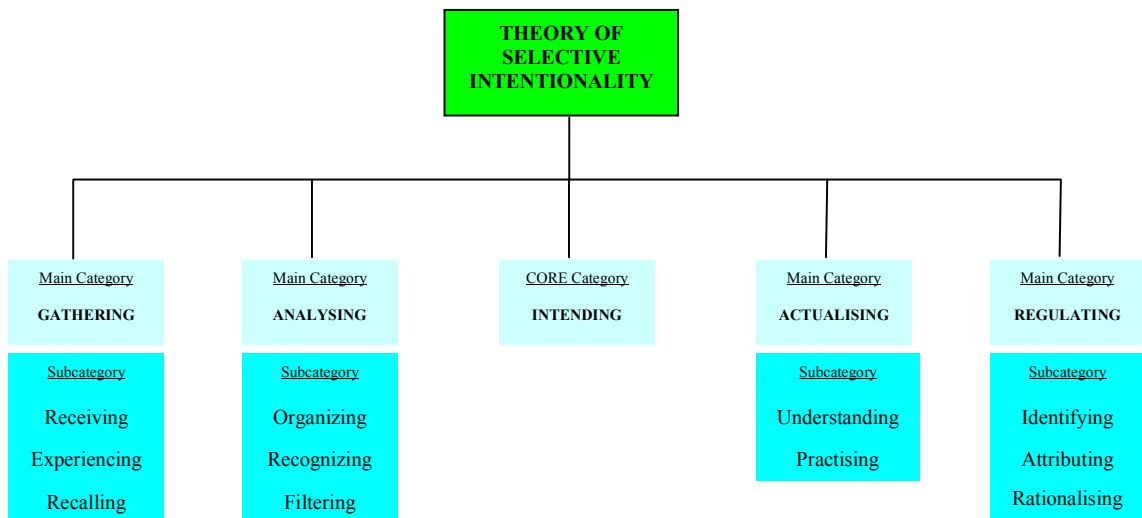 THEORY OF
SELECTIVE
INTENTIONALITY
Main Category
GATHERING
Main Category
ANALYSING
CORE Category
INTENDING
Main Category
ACTUALISING
Main Category
REGULATING
Subcategory
Receiving
Experiencing
Recalling
Subcategory
Organizing
Recognizing
Filtering
Subcategory
Understanding
Practising
Subcategory
Identifying
Attributing
Rationalising